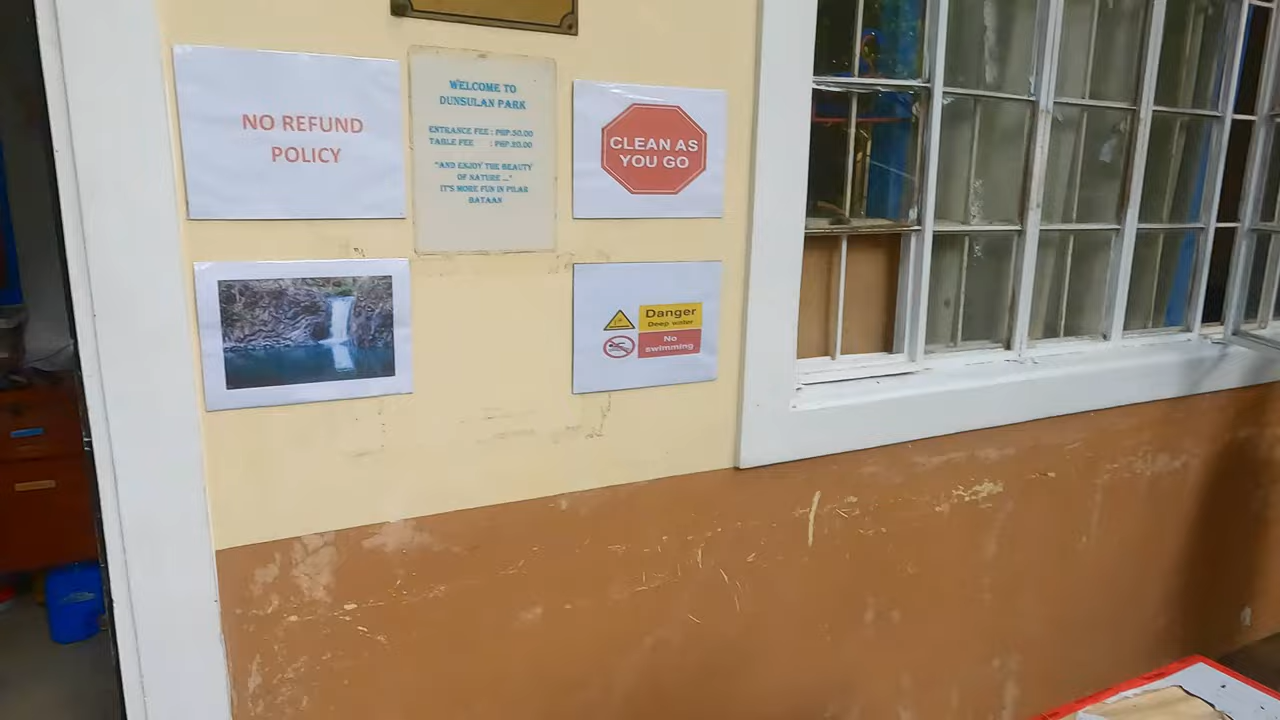 NO REFUND
POLICY
WELCOME TO
DUNSULAN PARK
ENTRANCE FEE : PHP.50.00
TABLE FEE : PHP.20.00
"AND ENJOY THE BEAUTY
OF NATURE ..."
IT'S MORE FUN IN PILAR
BATAAN
CLEAN AS
YOU GO
Danger
Deep water
No
swimming